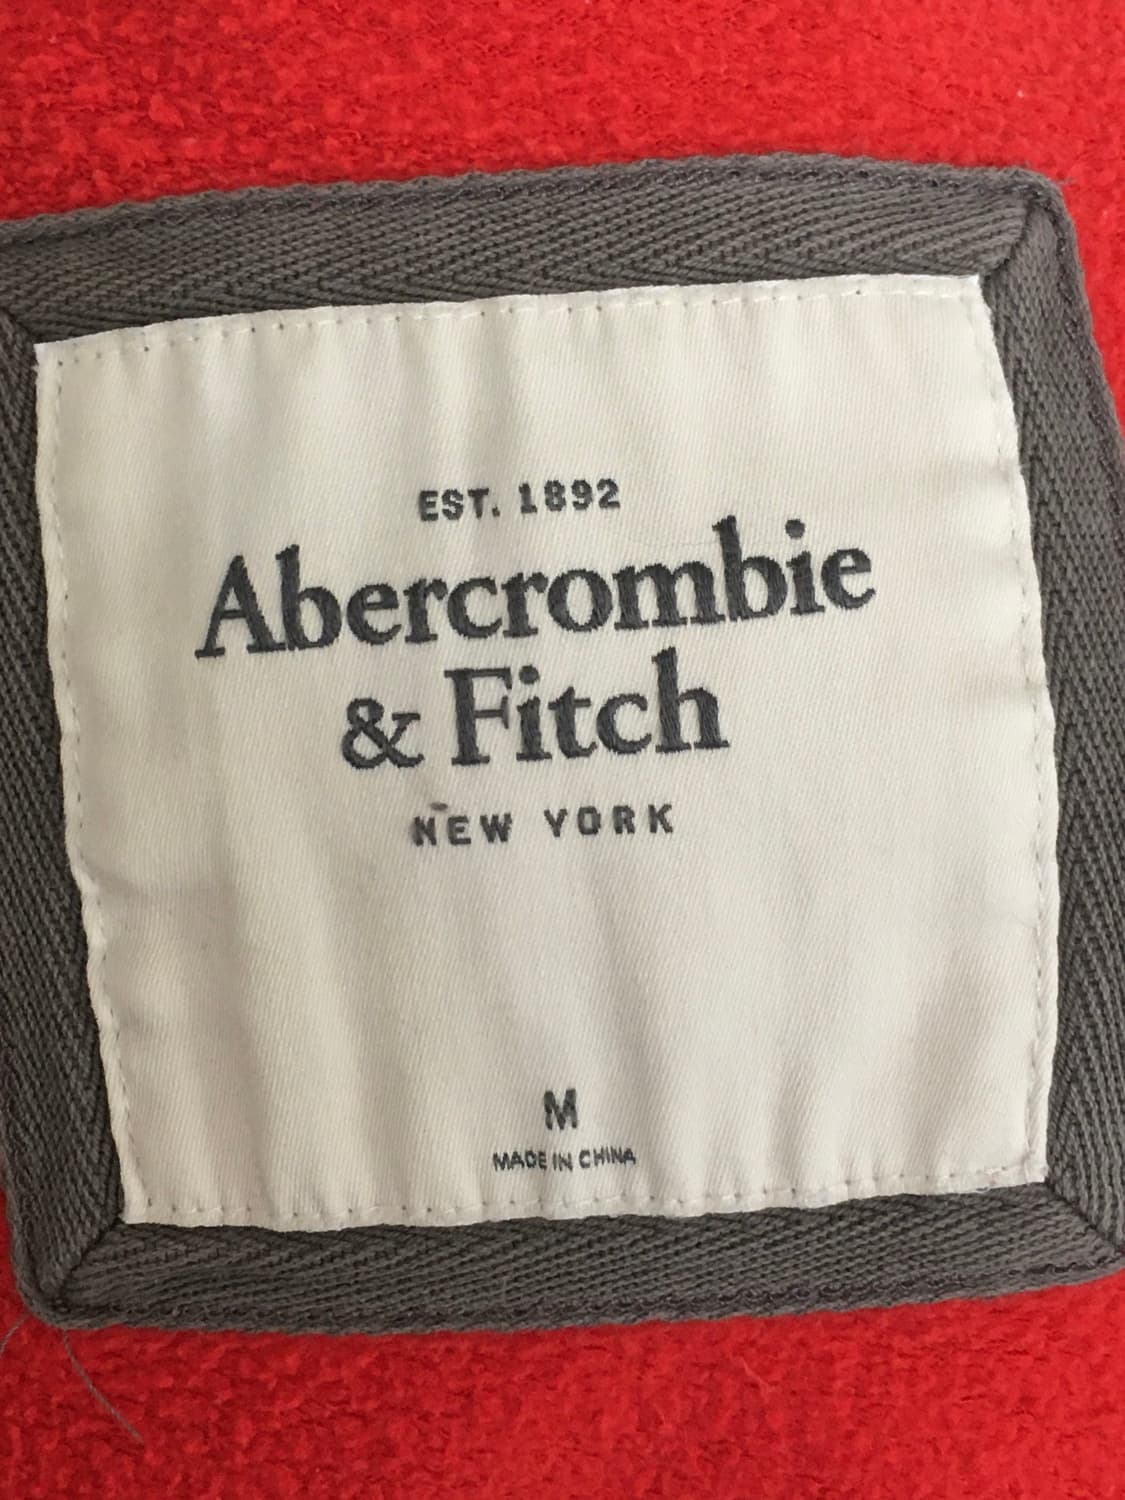 EST. 1892
Abercrombie
& Fitch
NEW YORK
M
MADE IN CHINA